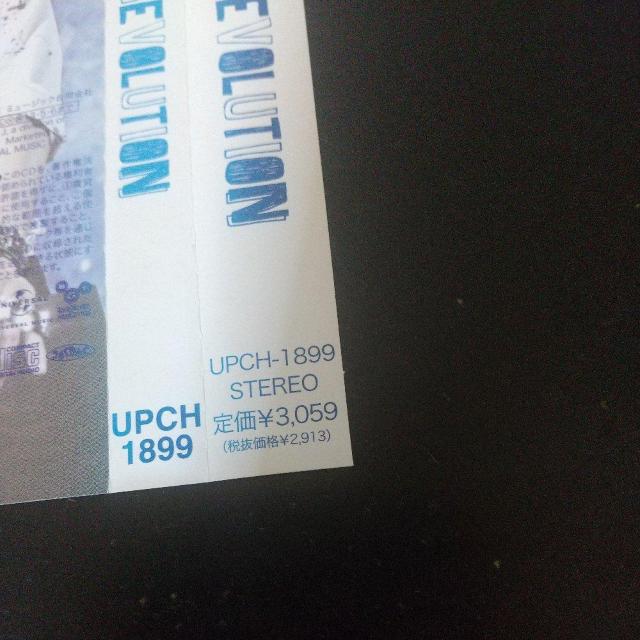 EVOLUTION
EVOLUTION
UPCH
1899
UPCH-1899
STEREO
定価¥3,059
(税抜価格¥2,913)